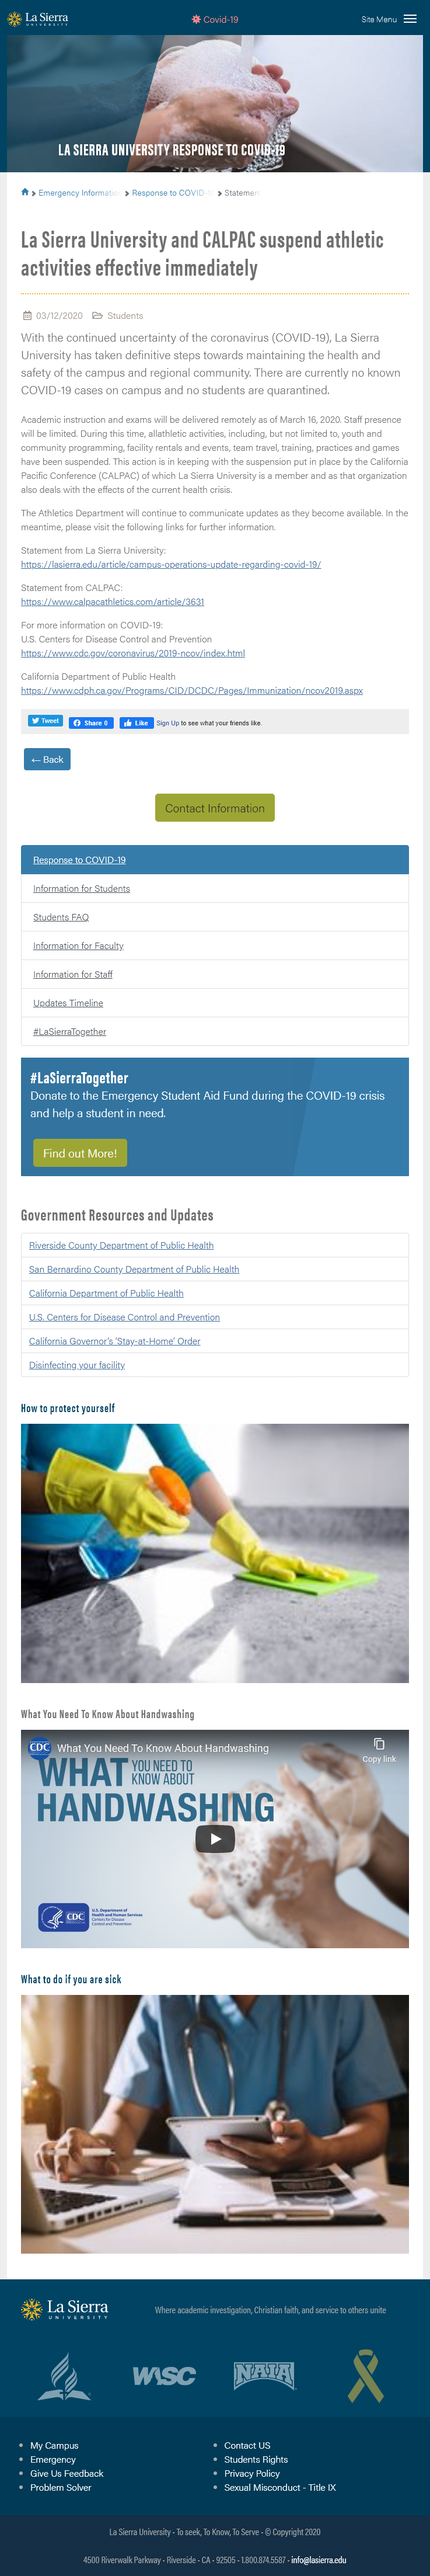 La Sierra
UNIVERSITY
Covid-19
Site Menu
LA SIERRA UNIVERSITY RESPONSE TO COVID-19
Emergency Information
Response to COVID-
Statement
La Sierra University and CALPAC suspend athletic
activities effective immediately
03/12/2020 Students
With the continued uncertainty of the coronavirus (COVID-19), La Sierra
University has taken definitive steps towards maintaining the health and
safety of the campus and regional community. There are currently no known
COVID-19 cases on campus and no students are quarantined.
Academic instruction and exams will be delivered remotely as of March 16, 2020. Staff presence
will be limited. During this time, allathletic activities, including, but not limited to, youth and
community programming, facility rentals and events, team travel, training, practices and games
have been suspended. This action is in keeping with the suspension put in place by the California
Pacific Conference (CALPAC) of which La Sierra University is a member and as that organization
also deals with the effects of the current health crisis.
The Athletics Department will continue to communicate updates as they become available. In the
meantime, please visit the following links for further information.
Statement from La Sierra University:
https://lasierra.edu/article/campus-operations-update-regarding-covid-19/
Statement from CALPAC:
https://www.calpacathletics.com/article/3631
For more information on COVID-19:
U.S. Centers for Disease Control and Prevention
https://www.cdc.gov/coronavirus/2019-ncov/index.html
California Department of Public Health
https://www.cdph.ca.gov/Programs/CID/DCDC/Pages/Immunization/ncov2019.aspx
Tweet Share 0 Like Sign Up to see what your friends like.
← Back
Contact Information
Response to COVID-19
Information for Students
Students FAQ
Information for Faculty
Information for Staff
Updates Timeline
#LaSierraTogether
#LaSierraTogether
Donate to the Emergency Student Aid Fund during the COVID-19 crisis
and help a student in need.
Find out More!
Government Resources and Updates
Riverside County Department of Public Health
San Bernardino County Department of Public Health
California Department of Public Health
U.S. Centers for Disease Control and Prevention
California Governor's 'Stay-at-Home' Order
Disinfecting your facility
How to protect yourself
What You Need To Know About Handwashing
CDC
What You Need To Know About Handwashing
Copy link
WHAT YOU NEED TO KNOW ABOUT
HANDWASHING
CDC
U.S. Department of
Health and Human Services
Centers for Disease
Control and Prevention
What to do if you are sick
La Sierra
UNIVERSITY
Where academic investigation, Christian faith, and service to others unite
WASC
NAIA
My Campus
Emergency
Give Us Feedback
Problem Solver
Contact US
Students Rights
Privacy Policy
Sexual Misconduct - Title IX
La Sierra University • To seek, To Know, To Serve • © Copyright 2020
4500 Riverwalk Parkway • Riverside • CA • 92505 • 1.800.874.5587 • info@lasierra.edu